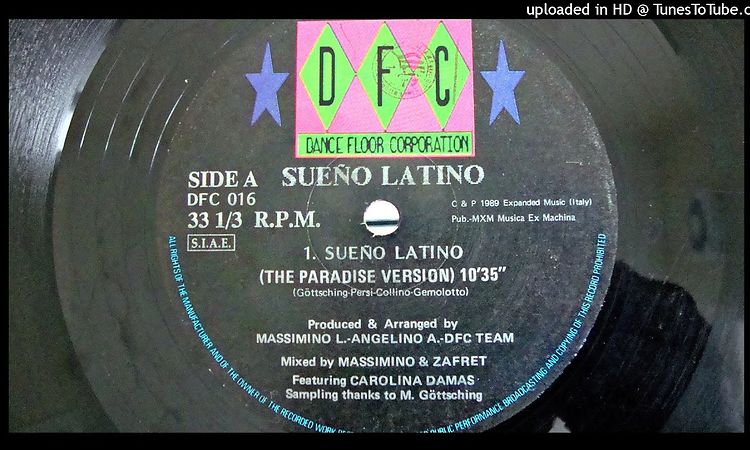 uploaded in HD @ TunesToTube.co
D F C
DANCE FLOOR CORPORATION
SIDE A SUEÑO LATINO
DFC 016
33 1/3 R.P.M.
S.I.A.E.
C & P 1989 Expanded Music (Italy)
Pub.-MXM Musica Ex Machina
1. SUEÑO LATINO
(THE PARADISE VERSION) 10'35"
(Göttsching-Persi-Collino-Gemolotto)
Produced & Arranged by
MASSIMINO L.-ANGELINO A.-DFC TEAM
Mixed by MASSIMINO & ZAFRET
Featuring CAROLINA DAMAS
Sampling thanks to M. Göttsching
ALL RIGHTS OF THE MANUFACTURER AND OF THE OWNER OF THE RECORDED WORK PUBLIC PERFORMANCE, BROADCASTING AND COPYING OF THIS RECORD PROHIBITED